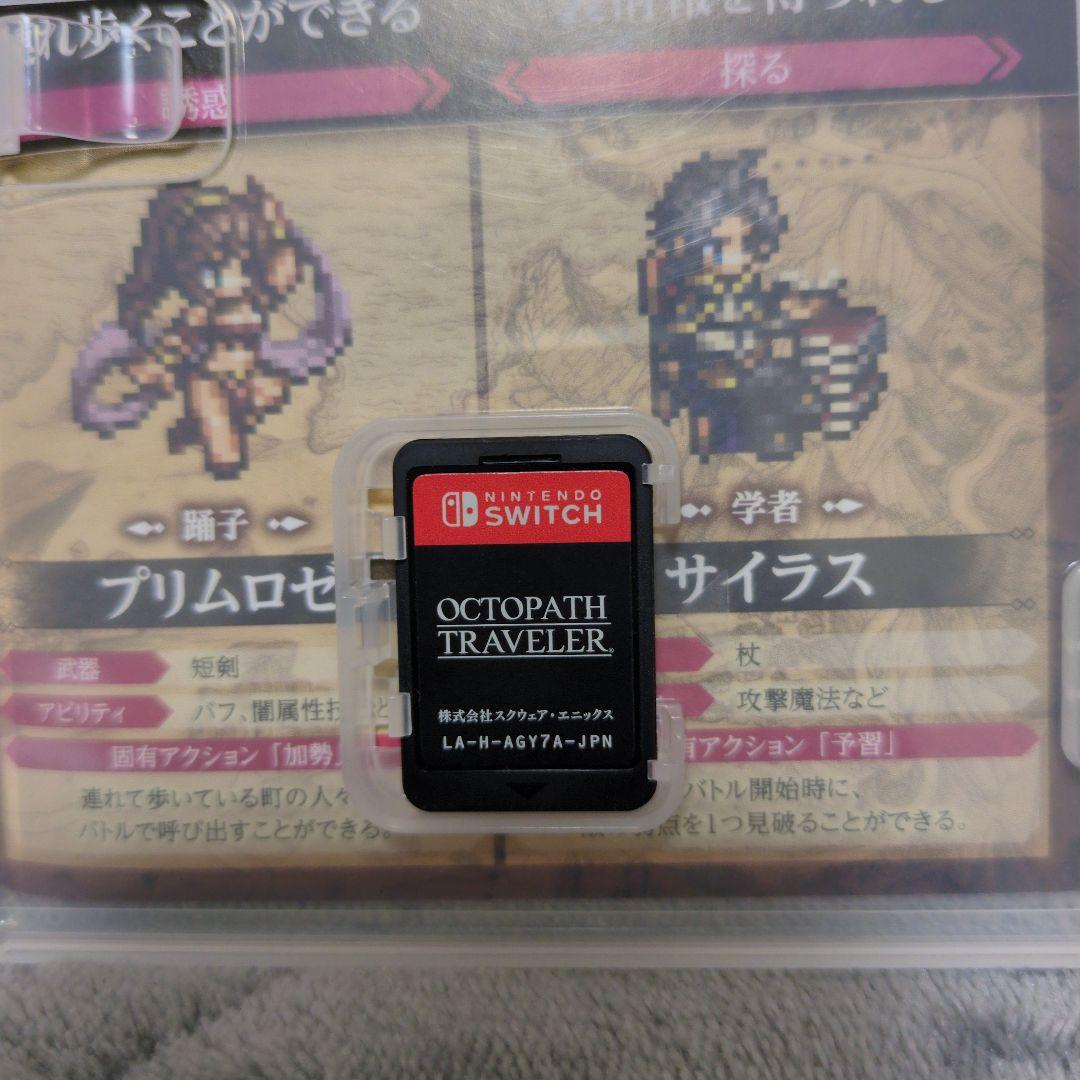 れ歩くことができる
誘惑
探る
踊子
学者
プリムロゼ
サイラス
武器
短剣
杖
アビリティ
バフ、闇属性技
攻撃魔法など
固有アクション「加勢」
有アクション「予習」
連れて歩いている町の人々
バトルで呼び出すことができる。
バトル開始時に、
点を1つ見破ることができる。
NINTENDO
SWITCH
OCTOPATH
TRAVELER®
株式会社スクウェア・エニックス
LA-H-AGY7A-JPN